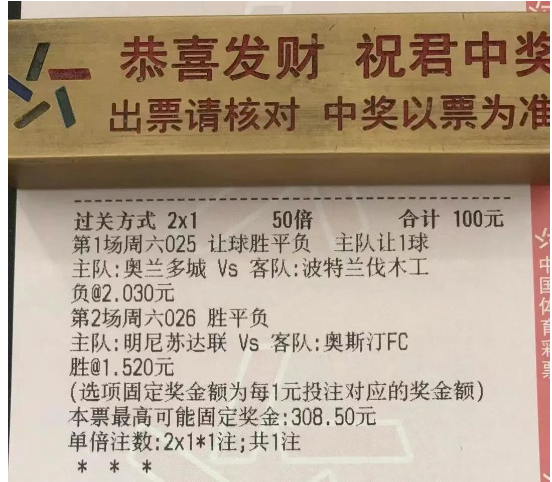 恭喜发财 祝君中奖
出票请核对 中奖以票为准
过关方式 2x1 50倍 合计 100元
第1场周六025 让球胜平负 主队让1球
主队:奥兰多城 Vs 客队:波特兰伐木工
负@2.030元
第2场周六026 胜平负
主队:明尼苏达联 Vs 客队:奥斯汀FC
胜@1.520元
(选项固定奖金额为每1元投注对应的奖金额)
本票最高可能固定奖金:308.50元
单倍注数:2x1*1注;共1注
* * *
中国体育彩票